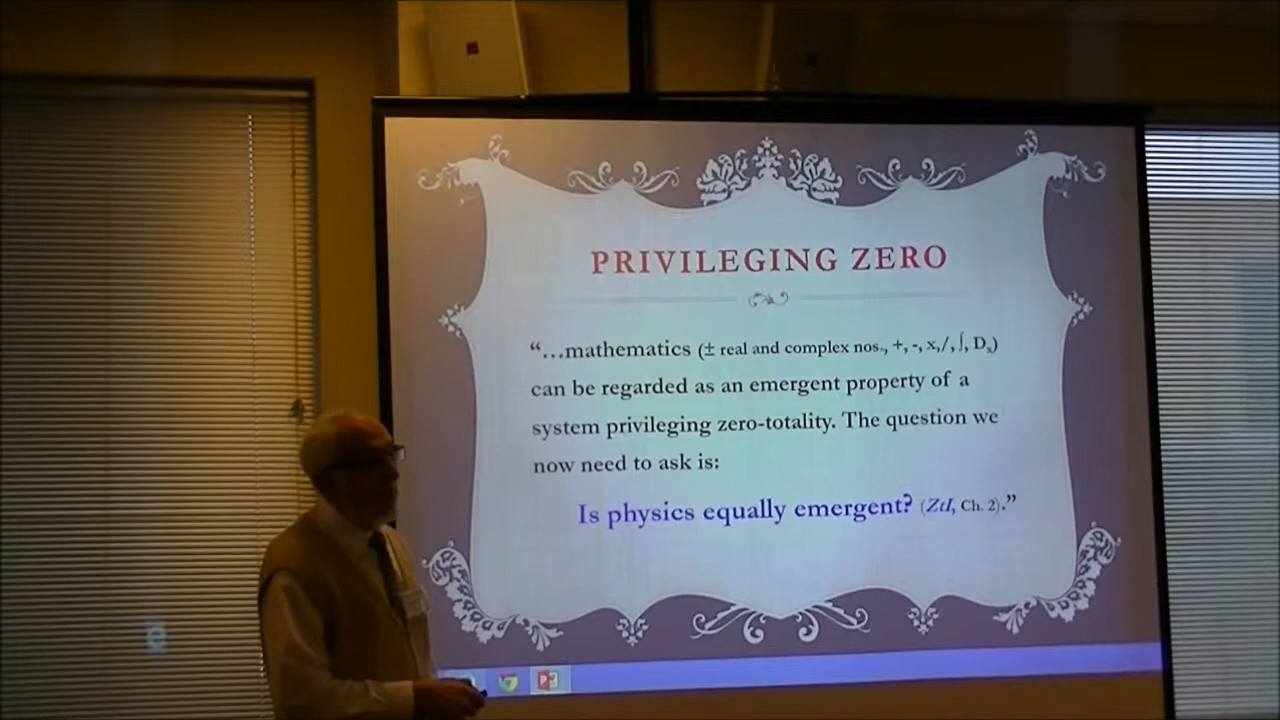 PRIVILEGING ZERO
“...mathematics (± real and complex nos., +, -, x,/, ∫, Dₓ)
can be regarded as an emergent property of a
system privileging zero-totality. The question we
now need to ask is:
Is physics equally emergent? (ZtI, Ch. 2).”